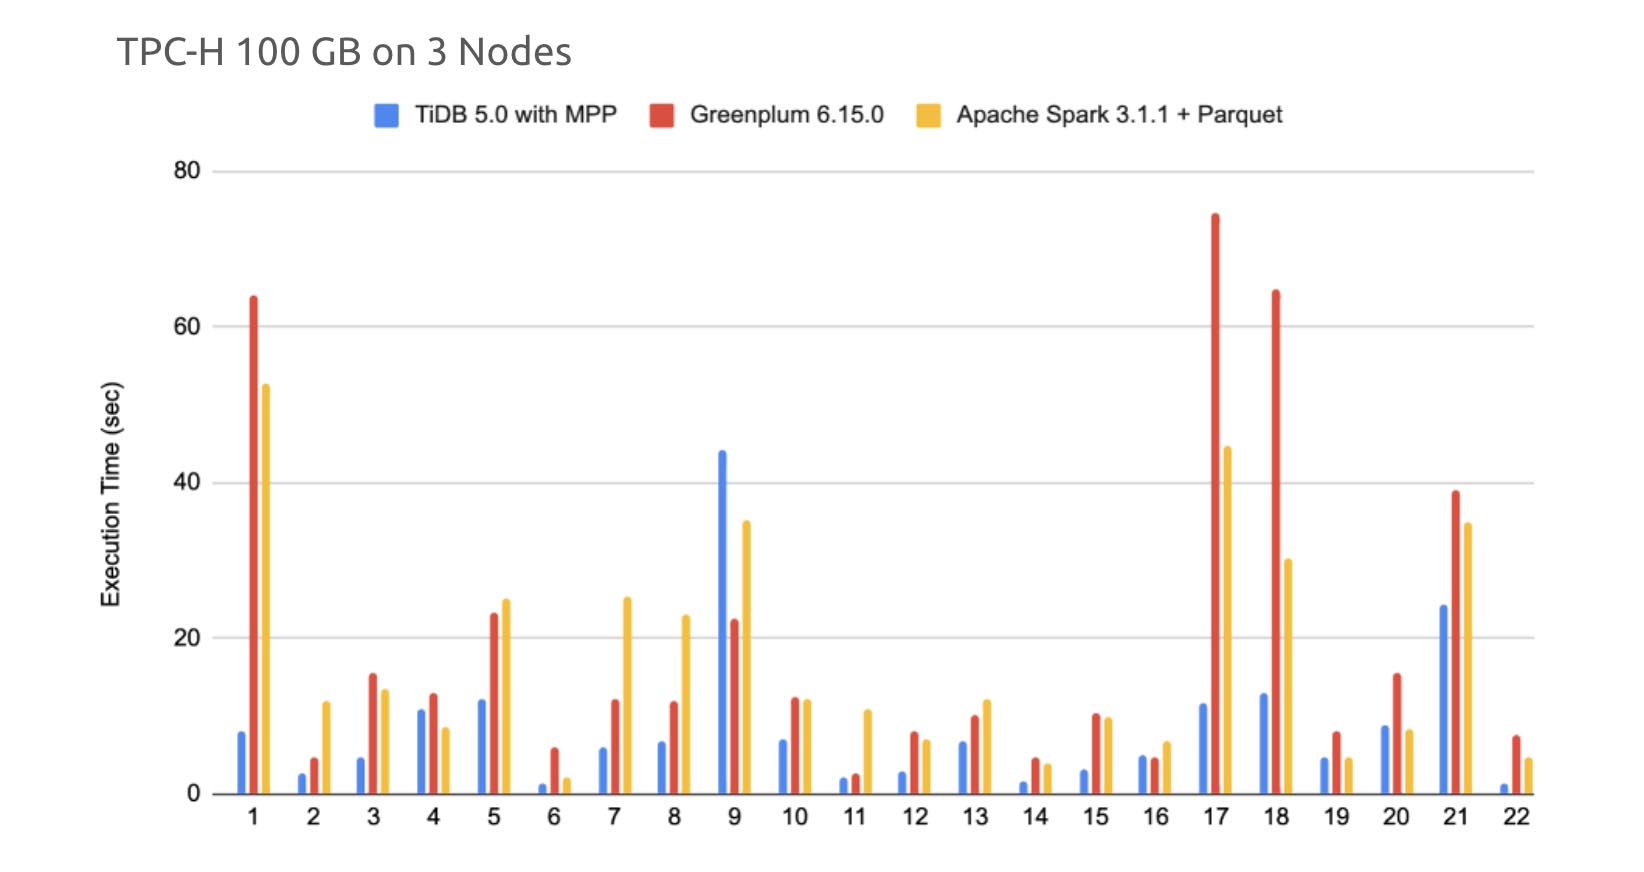 TPC-H 100 GB on 3 Nodes
TiDB 5.0 with MPP Greenplum 6.15.0 Apache Spark 3.1.1 + Parquet
Execution Time (sec)
80
60
40
20
0
1 2 3 4 5 6 7 8 9 10 11 12 13 14 15 16 17 18 19 20 21 22